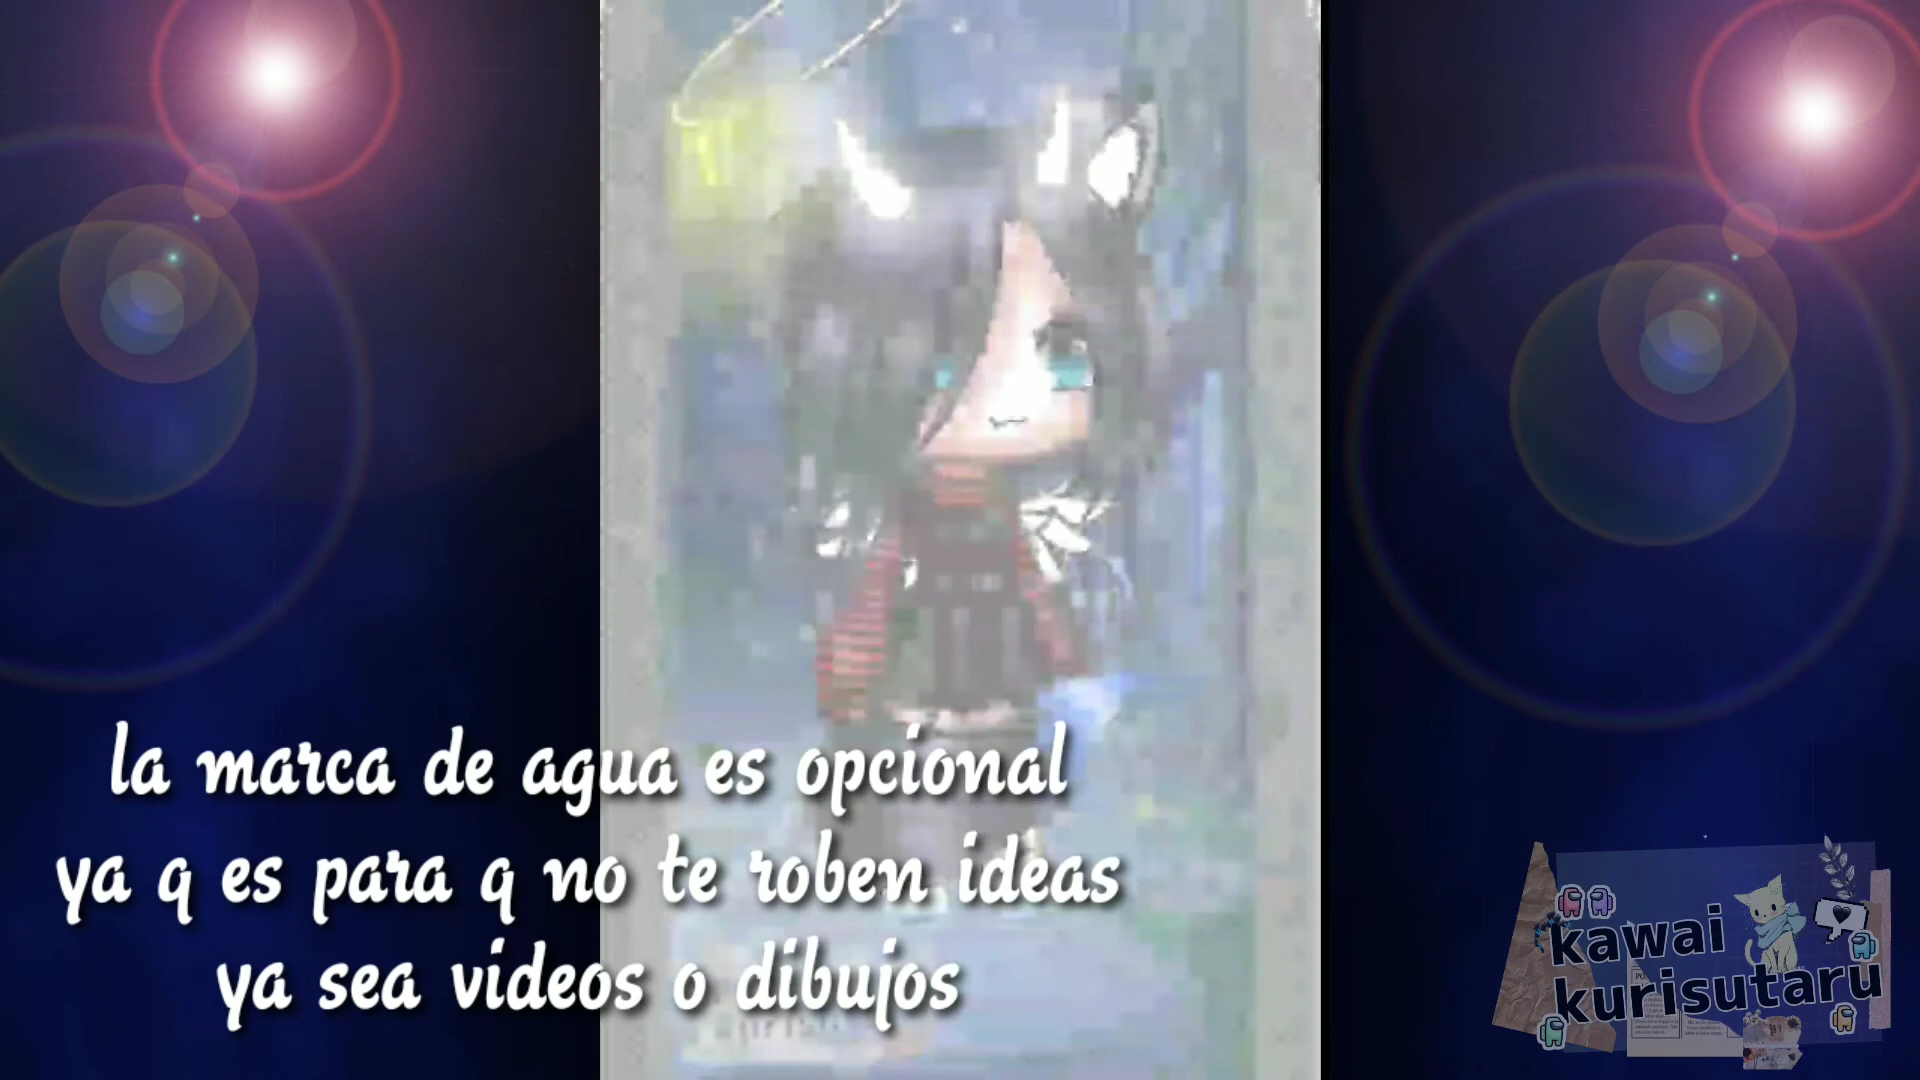 la marca de agua es opcional
ya q es para q no te roben ideas
ya sea videos o dibujos
kawai
kurisutaru